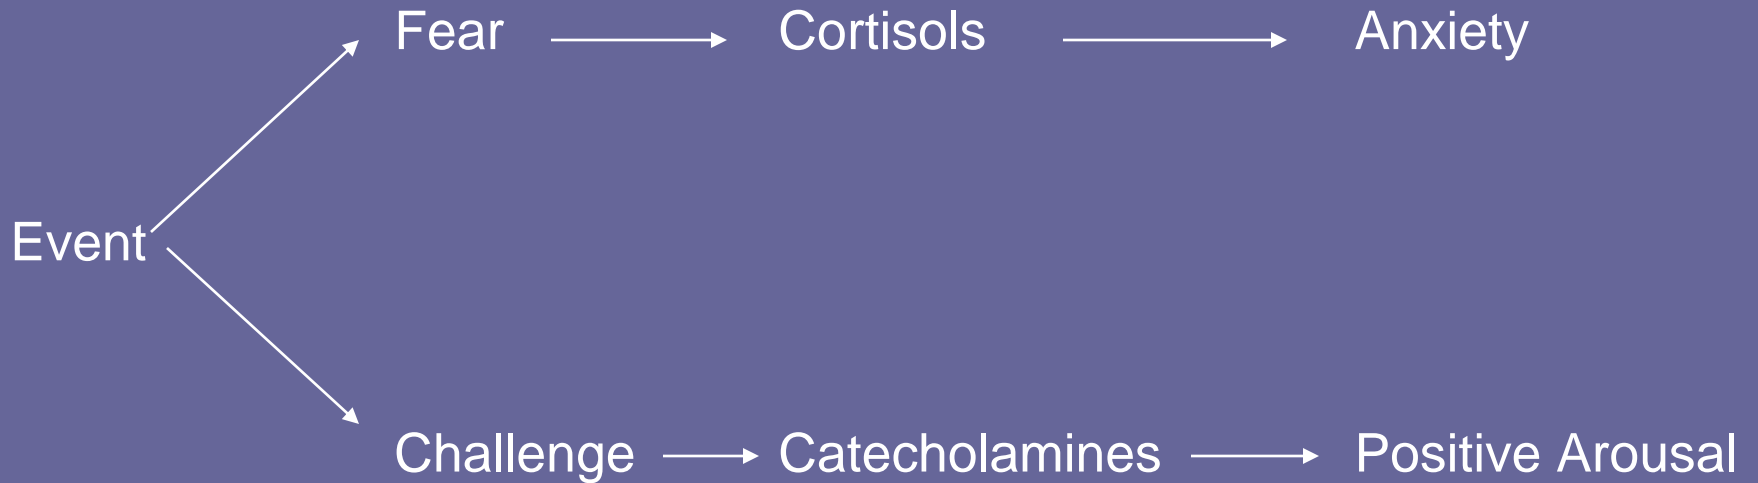 Fear Cortisols Anxiety
Event
Challenge Catecholamines Positive Arousal